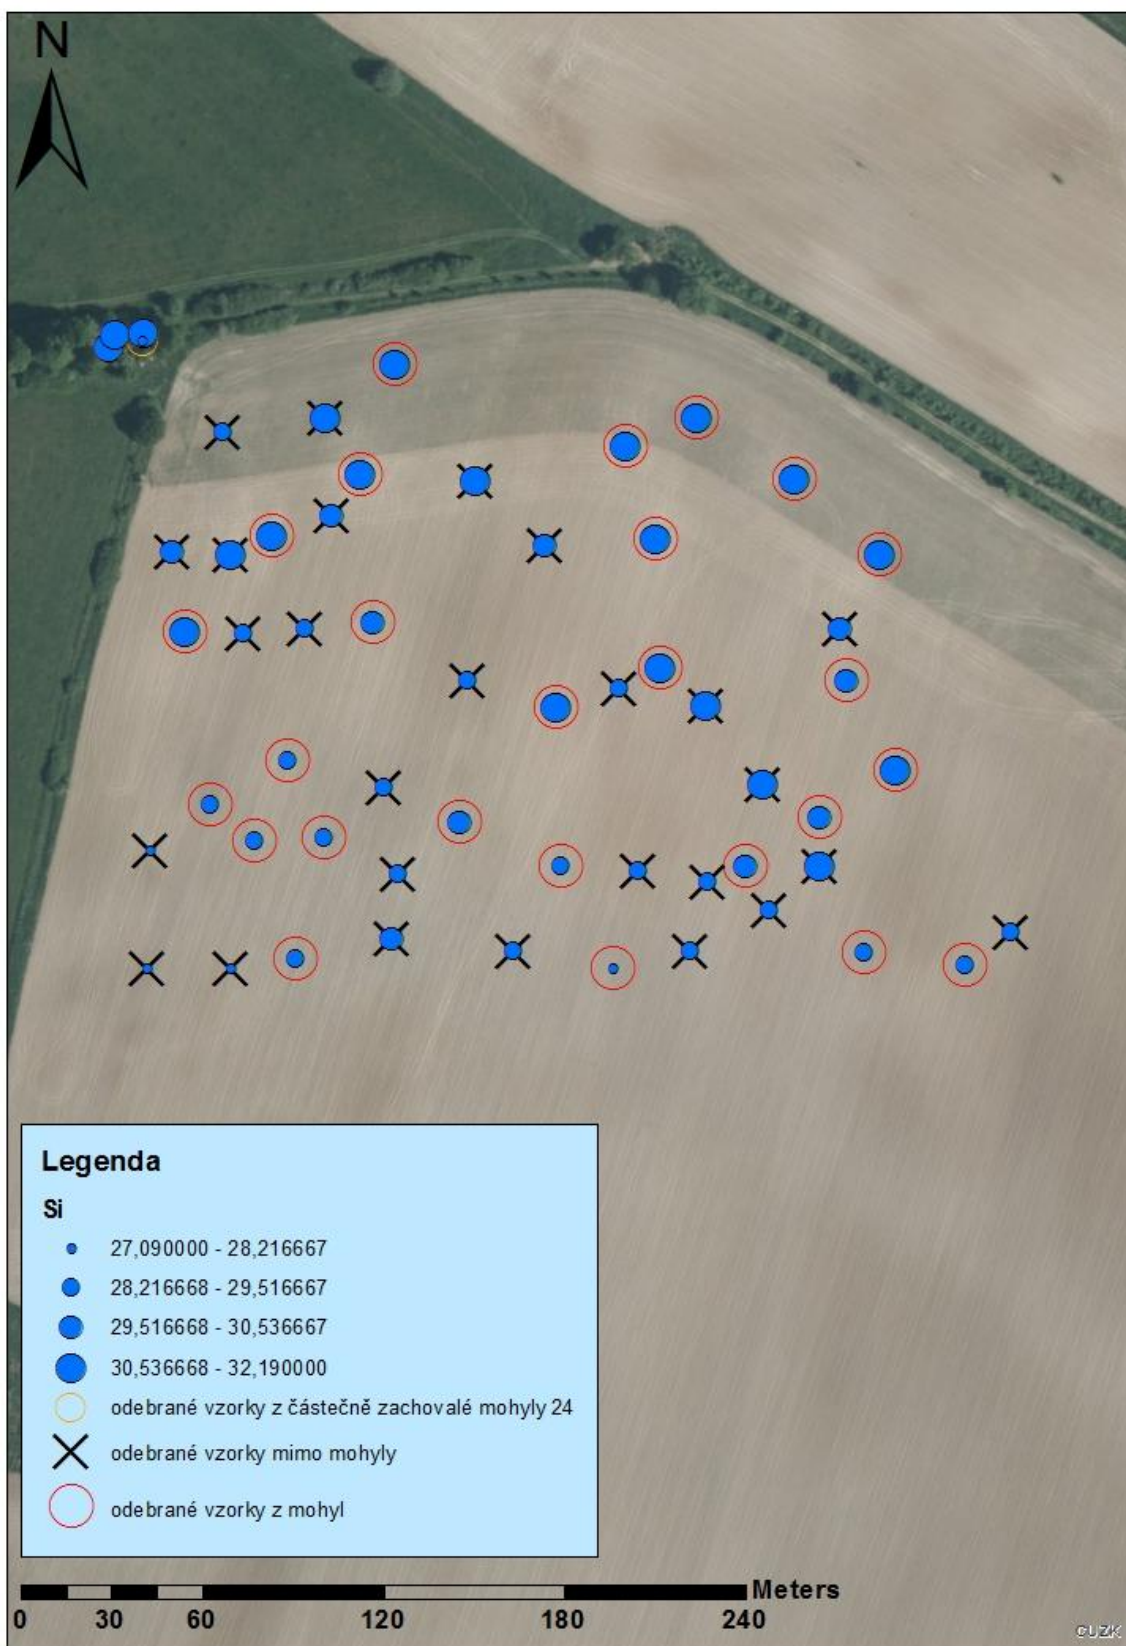 N
Legenda
Si
27,090000 - 28,216667
28,216668 - 29,516667
29,516668 - 30,536667
30,536668 - 32,190000
odebrané vzorky z částečně zachovalé mohyly 24
odebrané vzorky mimo mohyly
odebrané vzorky z mohyl
Meters
0 30 60 120 180 240
CUZK